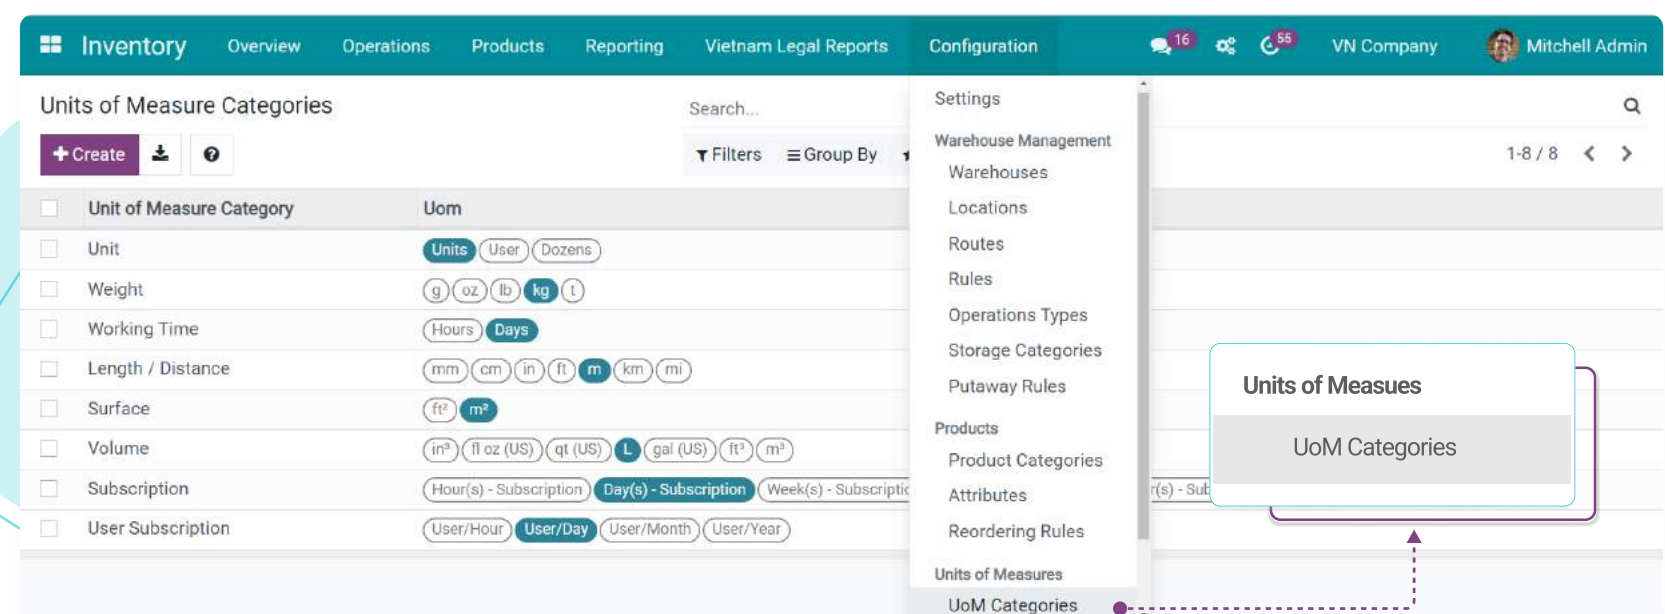 Inventory Overview Operations Products Reporting Vietnam Legal Reports Configuration 16 55 VN Company Mitchell Admin
Units of Measure Categories
Search...
Create
Filters Group By
1-8 / 8
Unit of Measure Category Uom
Unit Units User Dozens
Weight g oz lb kg t
Working Time Hours Days
Length / Distance mm cm in ft m km mi
Surface ft² m²
Volume in³ fl oz (US) qt (US) L gal (US) ft³ m³
Subscription Hour(s) - Subscription Day(s) - Subscription Week(s) - Subscriptio r(s) - Sub
User Subscription User/Hour User/Day User/Month User/Year
Settings
Warehouse Management
Warehouses
Locations
Routes
Rules
Operations Types
Storage Categories
Putaway Rules
Products
Product Categories
Attributes
Reordering Rules
Units of Measures
UoM Categories
Units of Measues
UoM Categories